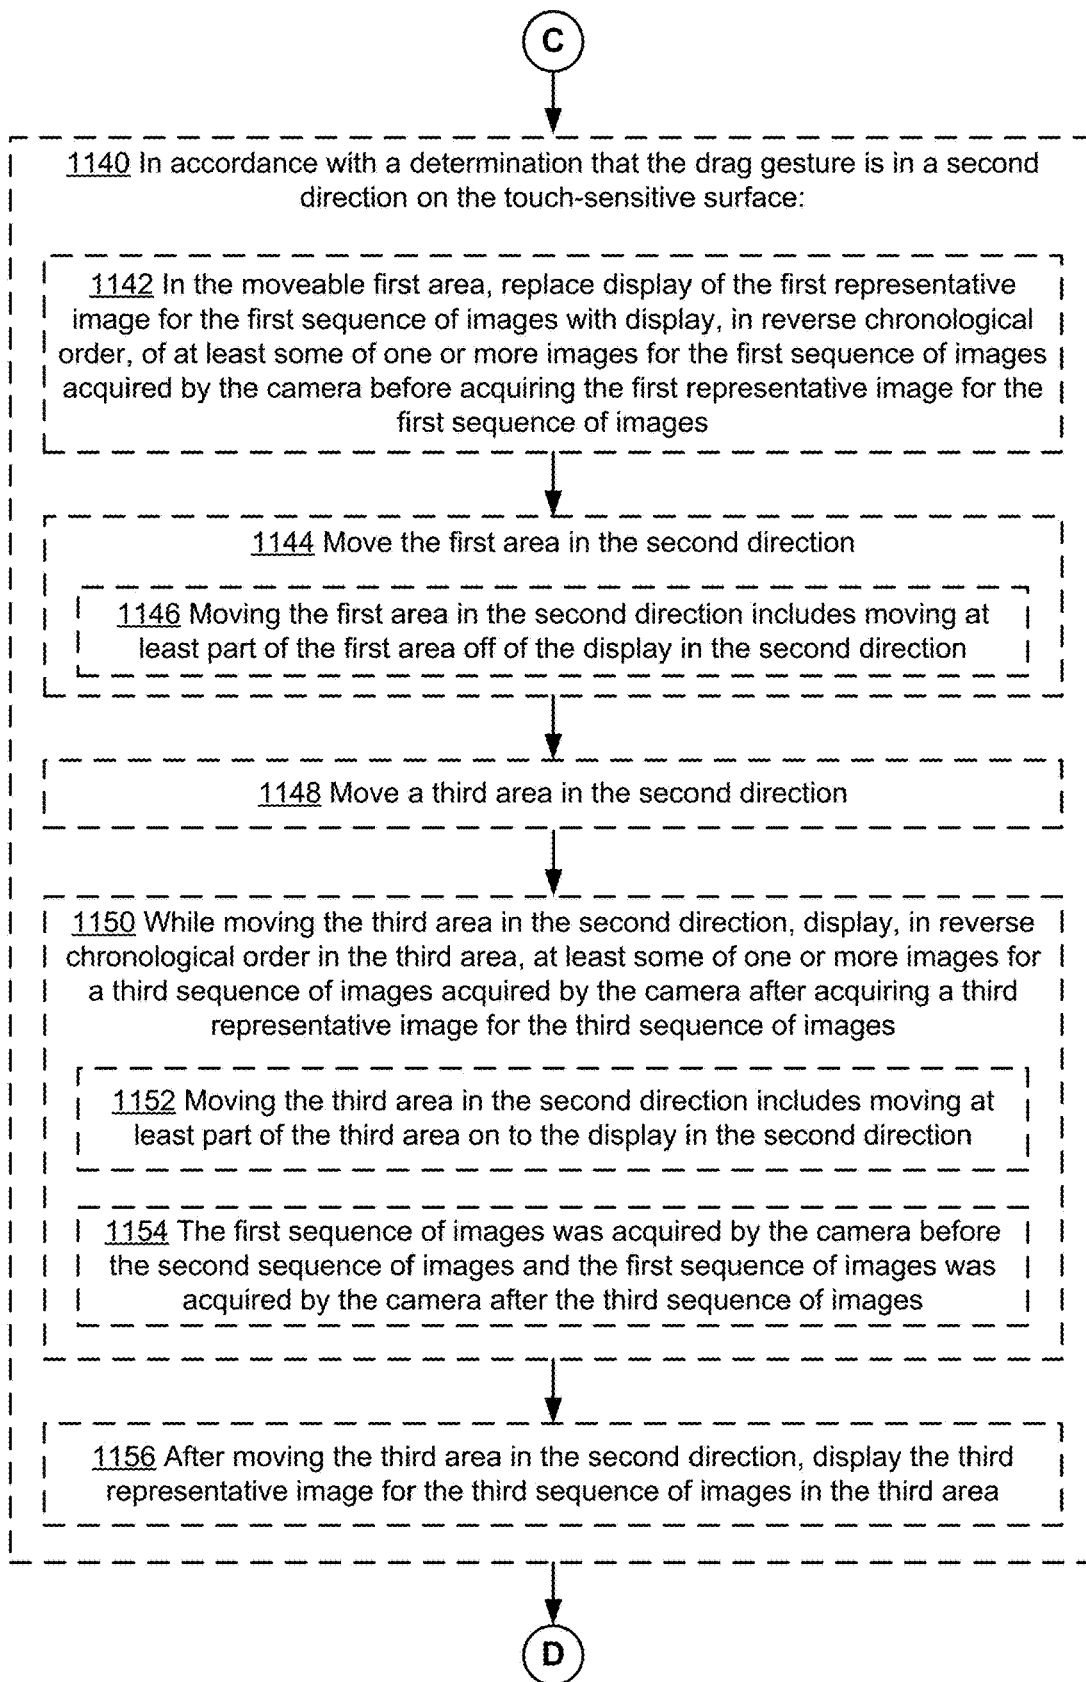 C
1140 In accordance with a determination that the drag gesture is in a second
direction on the touch-sensitive surface:
1142 In the moveable first area, replace display of the first representative
image for the first sequence of images with display, in reverse chronological
order, of at least some of one or more images for the first sequence of images
acquired by the camera before acquiring the first representative image for the
first sequence of images
1144 Move the first area in the second direction
1146 Moving the first area in the second direction includes moving at
least part of the first area off of the display in the second direction
1148 Move a third area in the second direction
1150 While moving the third area in the second direction, display, in reverse
chronological order in the third area, at least some of one or more images for
a third sequence of images acquired by the camera after acquiring a third
representative image for the third sequence of images
1152 Moving the third area in the second direction includes moving at
least part of the third area on to the display in the second direction
1154 The first sequence of images was acquired by the camera before
the second sequence of images and the first sequence of images was
acquired by the camera after the third sequence of images
1156 After moving the third area in the second direction, display the third
representative image for the third sequence of images in the third area
D